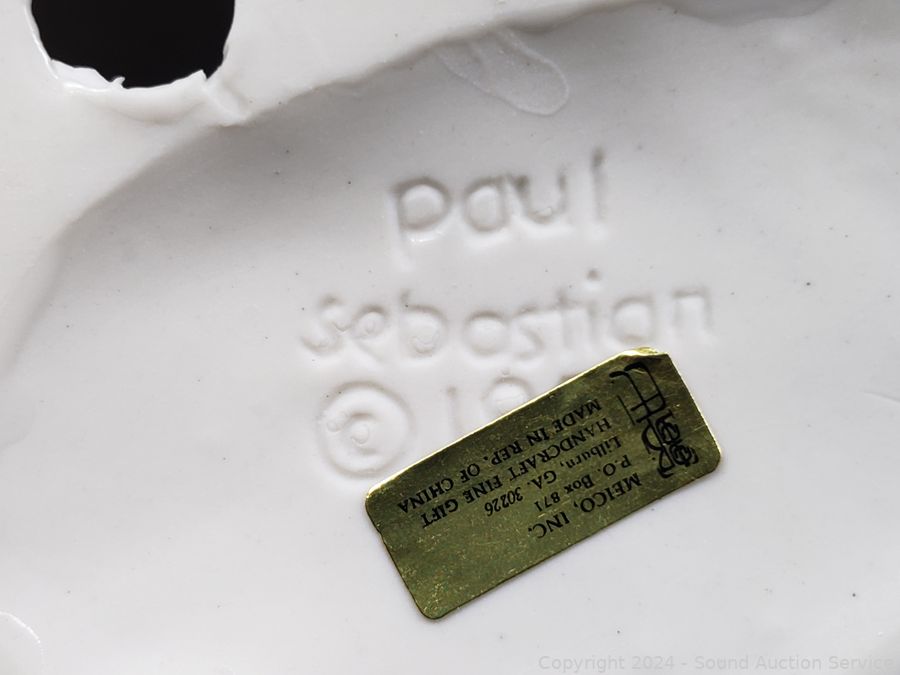 Paul
Sebastian
© 19
MEICO, INC.
P.O. Box 871
Lilburn, GA. 30226
HANDCRAFT FINE GIFT
MADE IN REP. OF CHINA
Copyright 2024 - Sound Auction Service